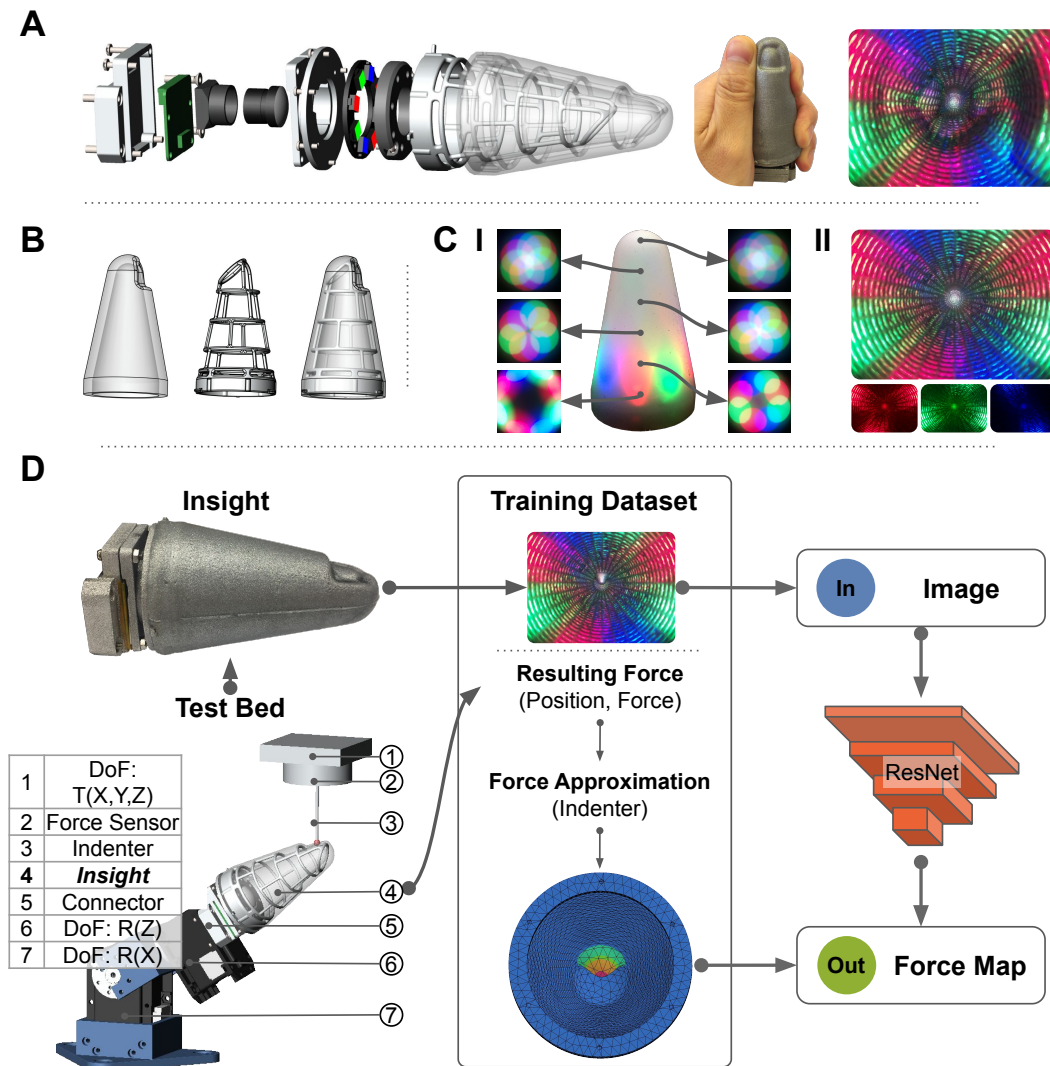 A
B
C I
II
D
Insight
Training Dataset
In
Image
Resulting Force
(Position, Force)
Test Bed
Force Approximation
(Indenter)
ResNet
1 DoF:
T(X,Y,Z)
2 Force Sensor
3 Indenter
4 Insight
5 Connector
6 DoF: R(Z)
7 DoF: R(X)
1
2
3
4
5
6
7
Out
Force Map